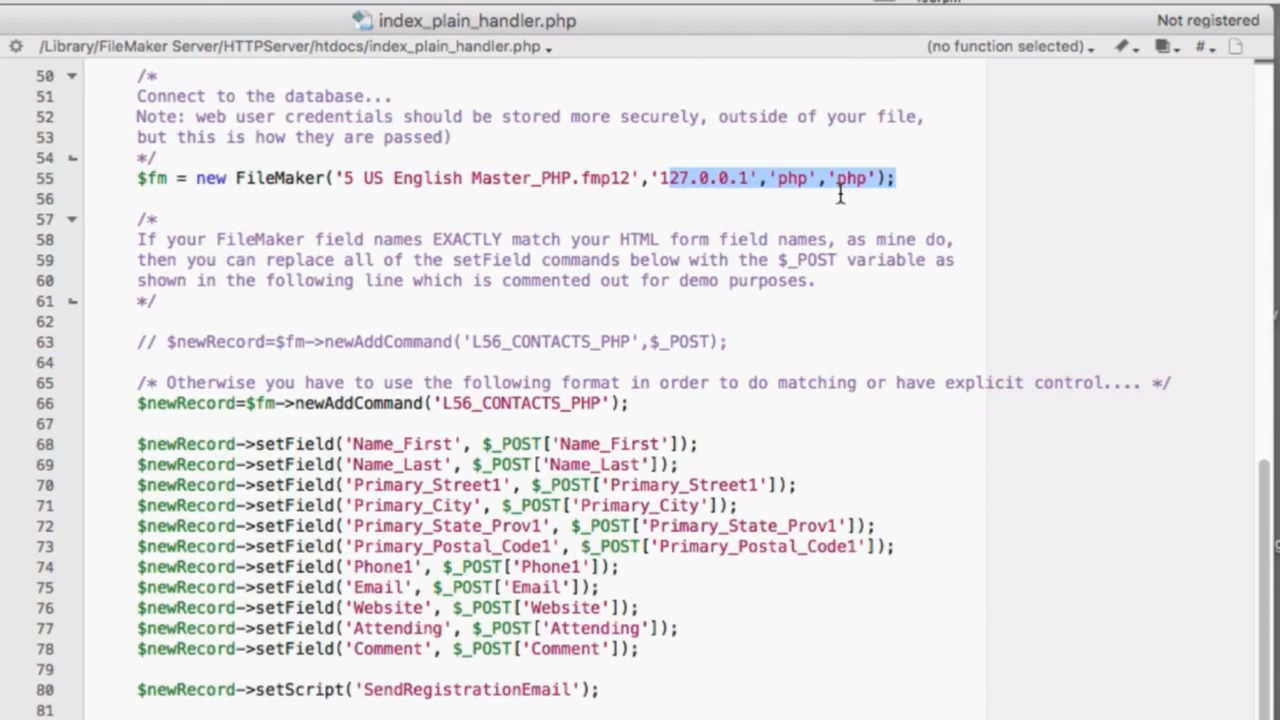 index_plain_handler.php
Not registered
/Library/FileMaker Server/HTTPServer/htdocs/index_plain_handler.php
(no function selected)
#
50 /*
51 Connect to the database...
52 Note: web user credentials should be stored more securely, outside of your file,
53 but this is how they are passed)
54 */
55 $fm = new FileMaker('5 US English Master_PHP.fmp12','127.0.0.1','php','php');
56
57 /*
58 If your FileMaker field names EXACTLY match your HTML form field names, as mine do,
59 then you can replace all of the setField commands below with the $_POST variable as
60 shown in the following line which is commented out for demo purposes.
61 */
62
63 // $newRecord=$fm->newAddCommand('L56_CONTACTS_PHP',$_POST);
64
65 /* Otherwise you have to use the following format in order to do matching or have explicit control.... */
66 $newRecord=$fm->newAddCommand('L56_CONTACTS_PHP');
67
68 $newRecord->setField('Name_First', $_POST['Name_First']);
69 $newRecord->setField('Name_Last', $_POST['Name_Last']);
70 $newRecord->setField('Primary_Street1', $_POST['Primary_Street1']);
71 $newRecord->setField('Primary_City', $_POST['Primary_City']);
72 $newRecord->setField('Primary_State_Prov1', $_POST['Primary_State_Prov1']);
73 $newRecord->setField('Primary_Postal_Code1', $_POST['Primary_Postal_Code1']);
74 $newRecord->setField('Phone1', $_POST['Phone1']);
75 $newRecord->setField('Email', $_POST['Email']);
76 $newRecord->setField('Website', $_POST['Website']);
77 $newRecord->setField('Attending', $_POST['Attending']);
78 $newRecord->setField('Comment', $_POST['Comment']);
79
80 $newRecord->setScript('SendRegistrationEmail');
81